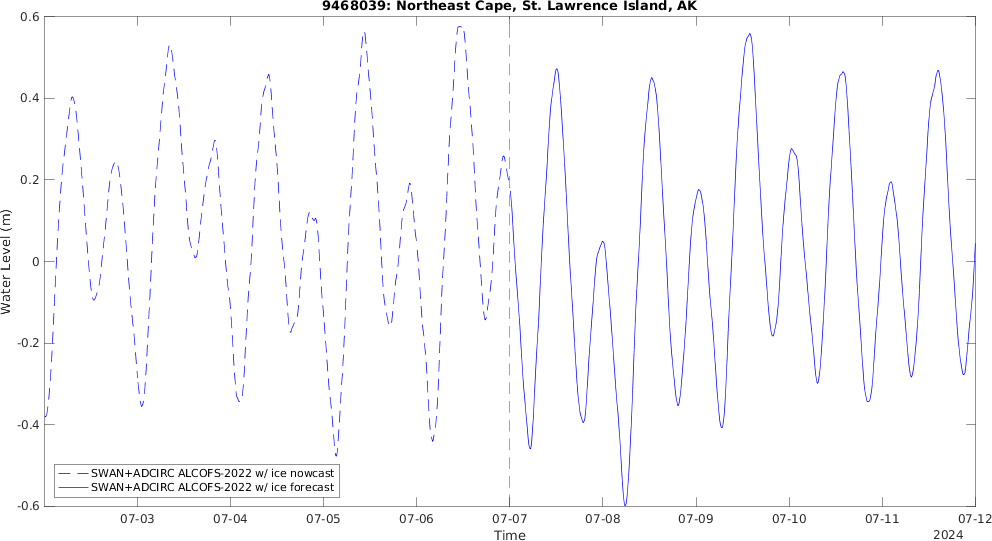 9468039: Northeast Cape, St. Lawrence Island, AK
0.6
0.4
0.2
0
-0.2
-0.4
-0.6
Water Level (m)
SWAN+ADCIRC ALCOFS-2022 w/ ice nowcast
SWAN+ADCIRC ALCOFS-2022 w/ ice forecast
07-03 07-04 07-05 07-06 07-07 07-08 07-09 07-10 07-11 07-12
Time
2024